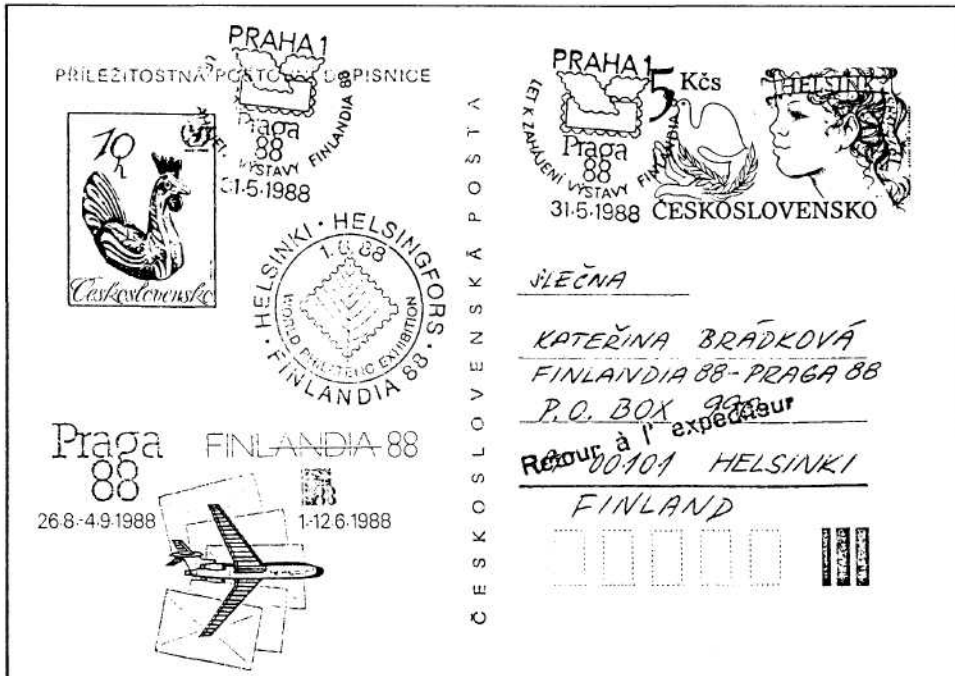 PŘÍLEŽITOSTNÁ POŠTOVNÍ DOPISNICE
PRAHA 1
Praga
88
VÝSTAVY FINLANDIA 88
31.5.1988
10 h
Československo
HELSINKI · HELSINGFORS
1.6.88
WORLD PHILATELIC EXHIBITION
· FINLANDIA 88 ·
Praga
88
26.8.-4.9.1988
FINLANDIA 88
1.-12.6.1988
ČESKOSLOVENSKÁ POŠTA
PRAHA 1
LET K ZAHÁJENÍ VÝSTAVY FINLANDIA
Praga
88
31.5.1988
5 Kčs
HELSINKI
ČESKOSLOVENSKO
SLEČNA
KATEŘINA BRÁDKOVÁ
FINLANDIA 88-PRAGA 88
P.O. BOX
Retour à l' expéditeur
00101 HELSINKI
FINLAND